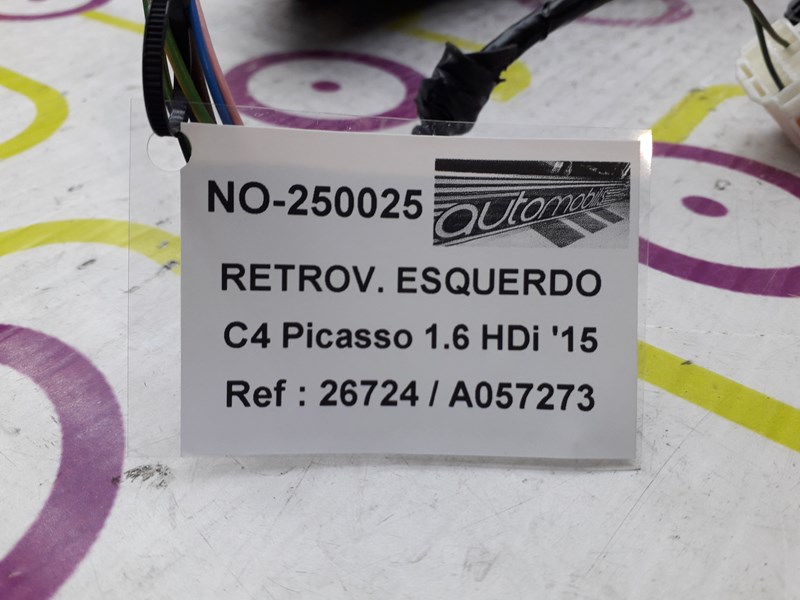 NO-250025
automobilis
RETROV. ESQUERDO
C4 Picasso 1.6 HDi '15
Ref : 26724 / A057273